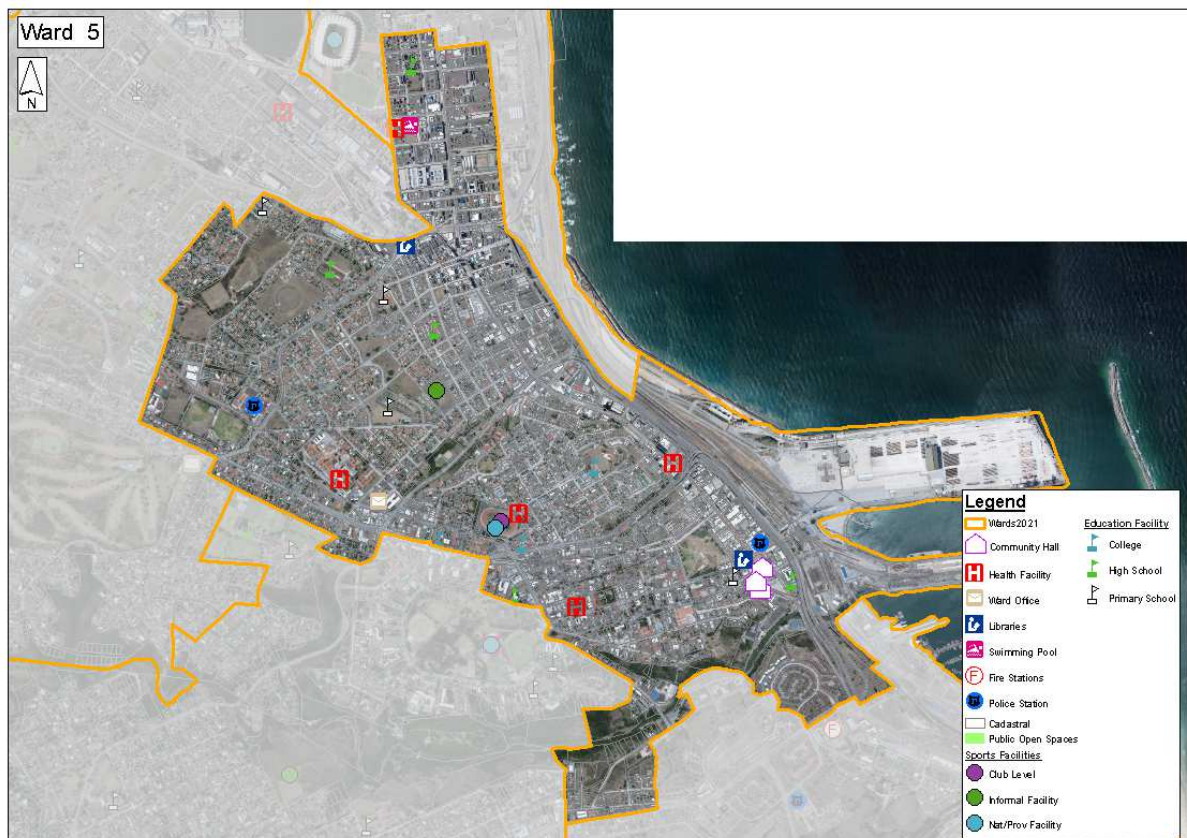 Ward 5
N
Legend
Wards2021
Community Hall
Health Facility
Ward Office
Libraries
Swimming Pool
Fire Stations
Police Station
Cadastral
Public Open Spaces
Sports Facilities
Club Level
Informal Facility
Nat/Prov Facility
Education Facility
College
High School
Primary School
H
H
H
H
H
H
H
F
F